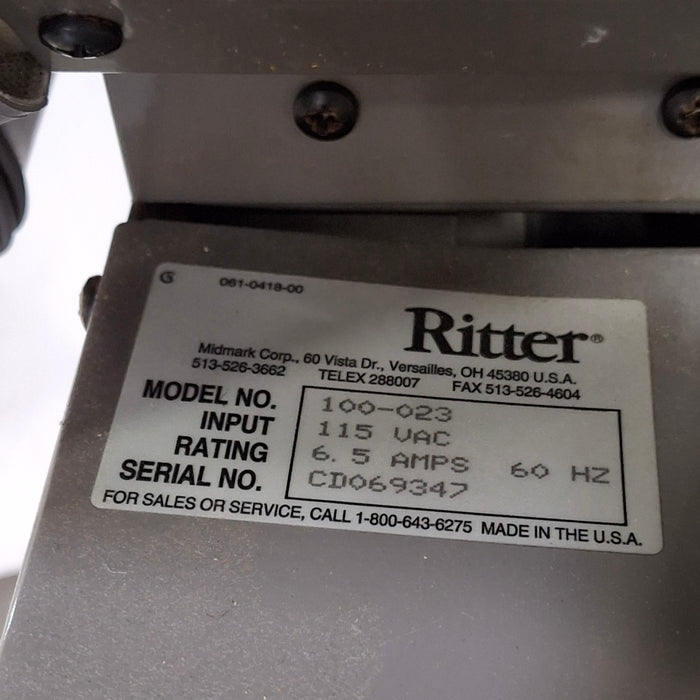 061-0418-00
Ritter®
Midmark Corp., 60 Vista Dr., Versailles, OH 45380 U.S.A.
513-526-3662 TELEX 288007 FAX 513-526-4604
MODEL NO. 100-023
INPUT 115 VAC
RATING 6.5 AMPS 60 HZ
SERIAL NO. CD069347
FOR SALES OR SERVICE, CALL 1-800-643-6275 MADE IN THE U.S.A.